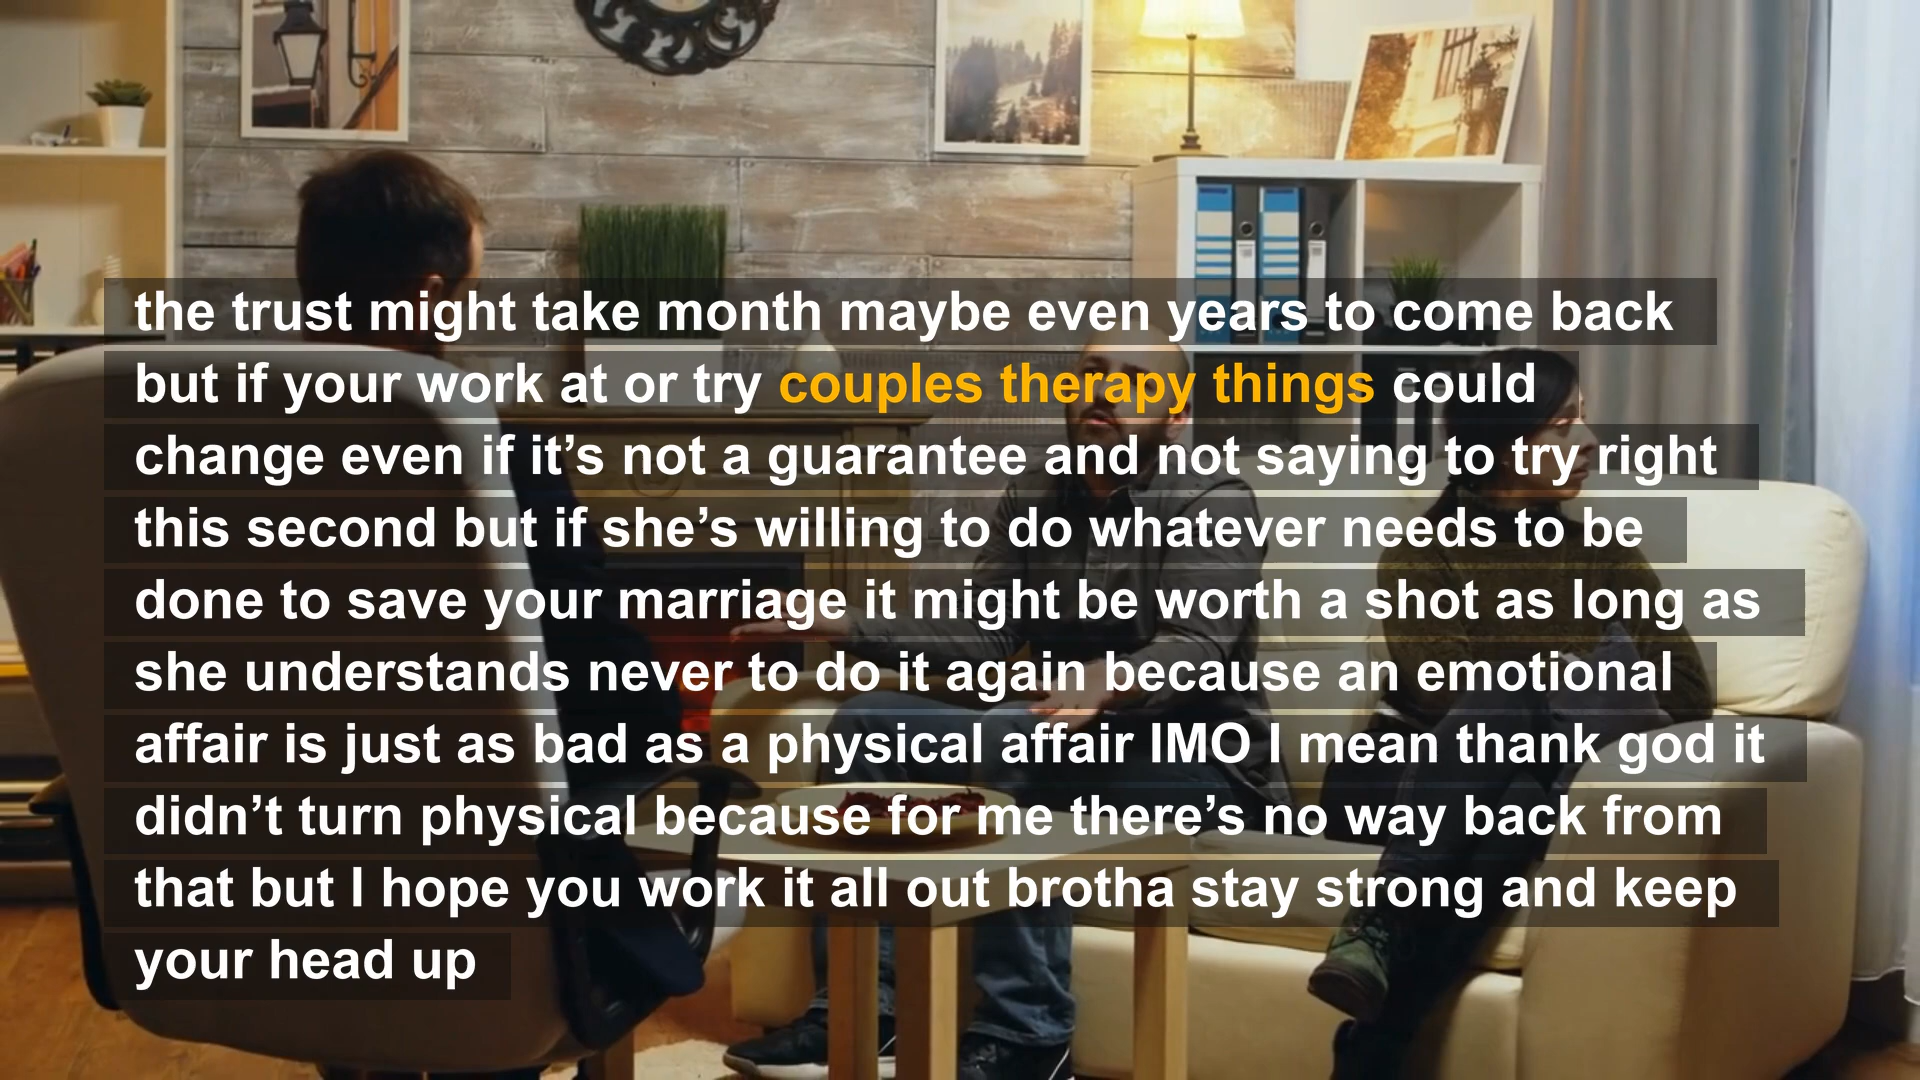 the trust might take month maybe even years to come back
but if your work at or try couples therapy things could
change even if it’s not a guarantee and not saying to try right
this second but if she’s willing to do whatever needs to be
done to save your marriage it might be worth a shot as long as
she understands never to do it again because an emotional
affair is just as bad as a physical affair IMO I mean thank god it
didn’t turn physical because for me there’s no way back from
that but I hope you work it all out brotha stay strong and keep
your head up